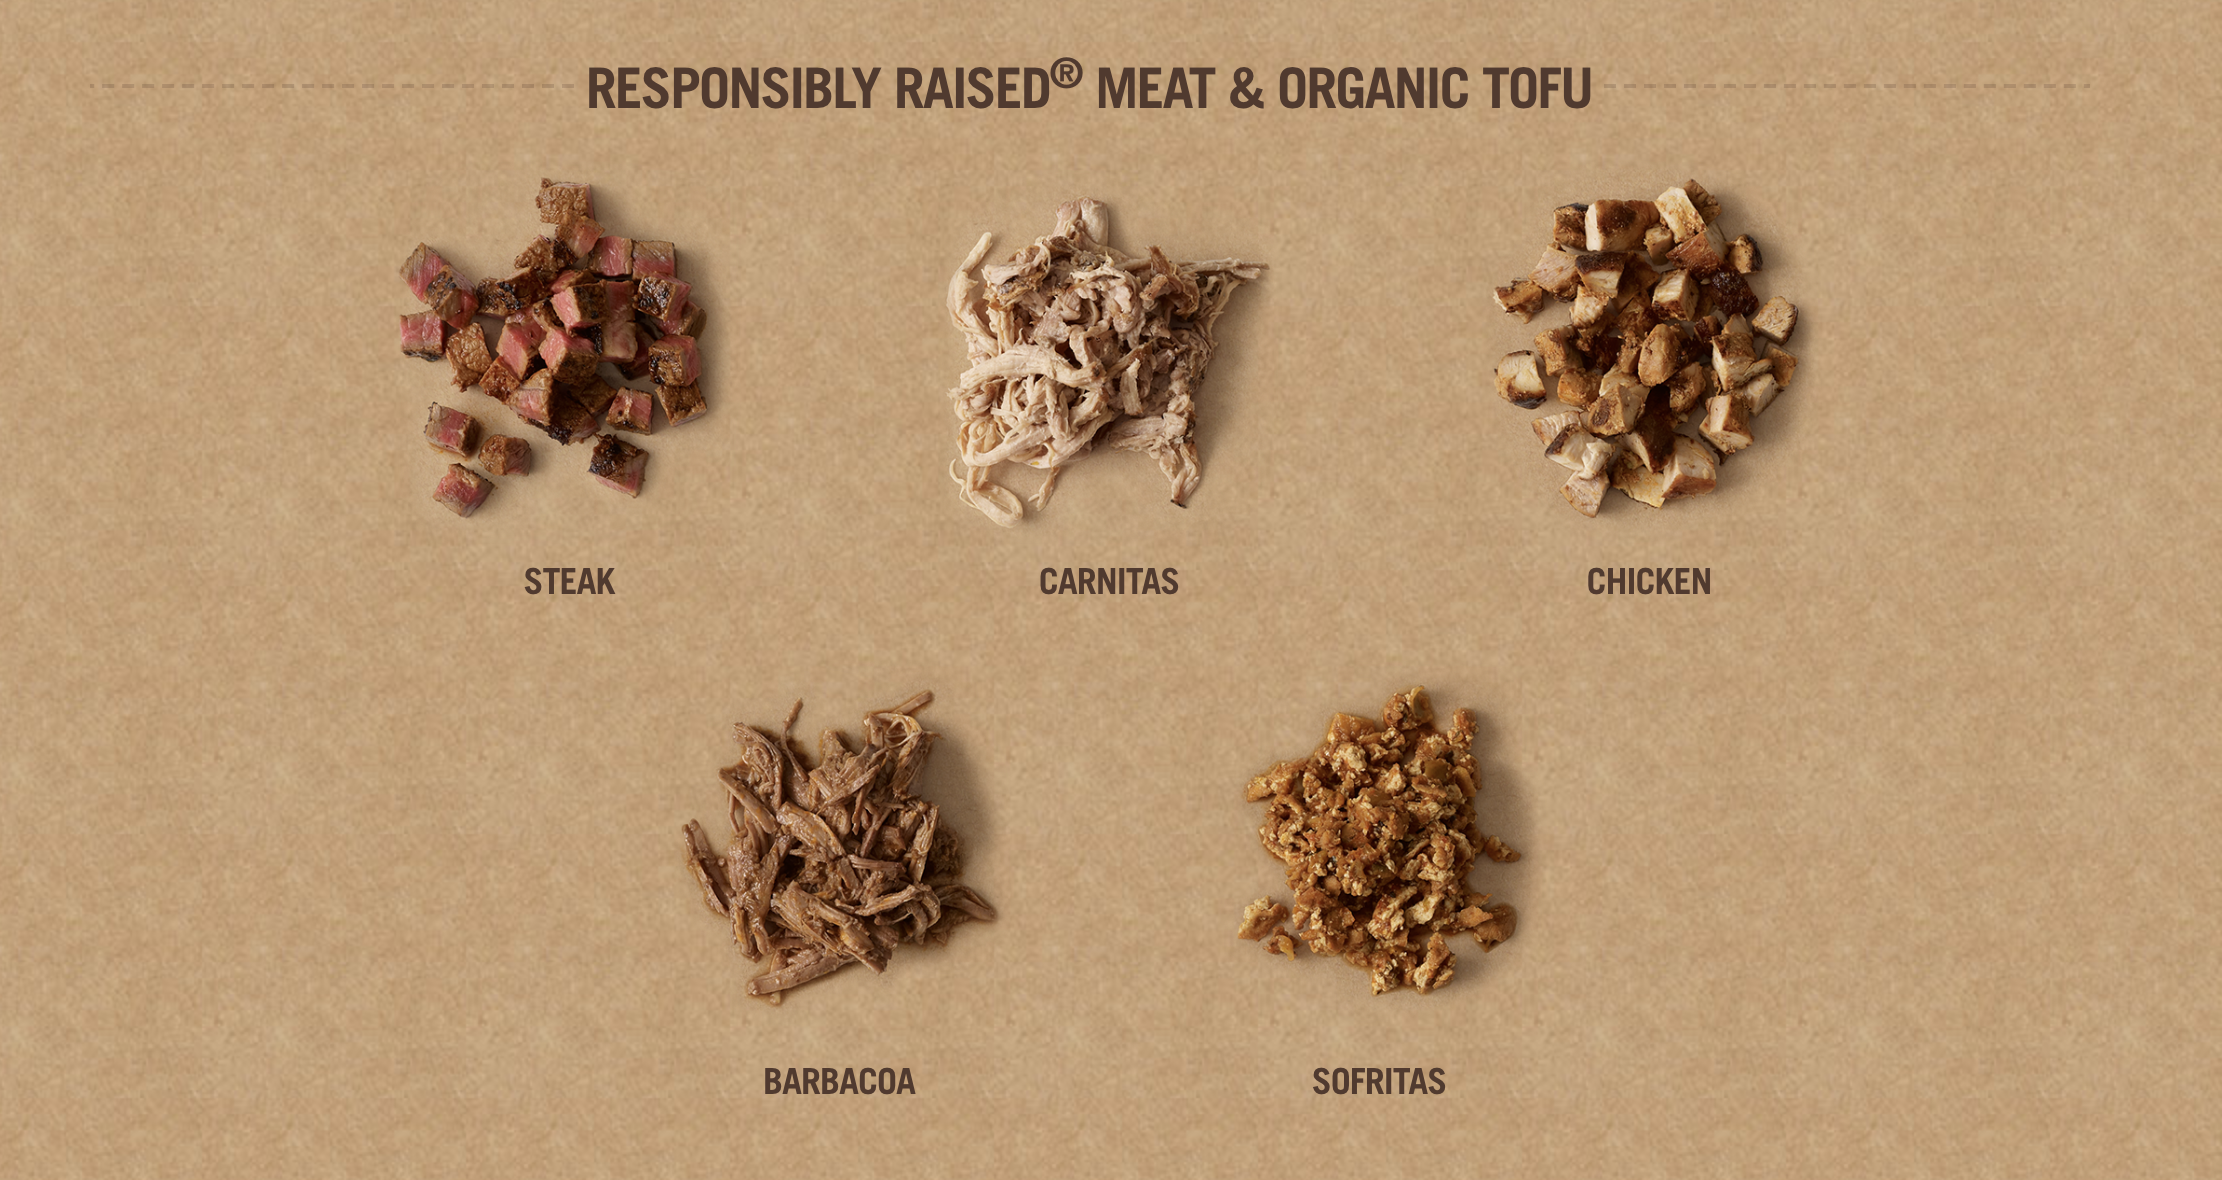 RESPONSIBLY RAISED® MEAT & ORGANIC TOFU
STEAK
CARNITAS
CHICKEN
BARBACOA
SOFRITAS